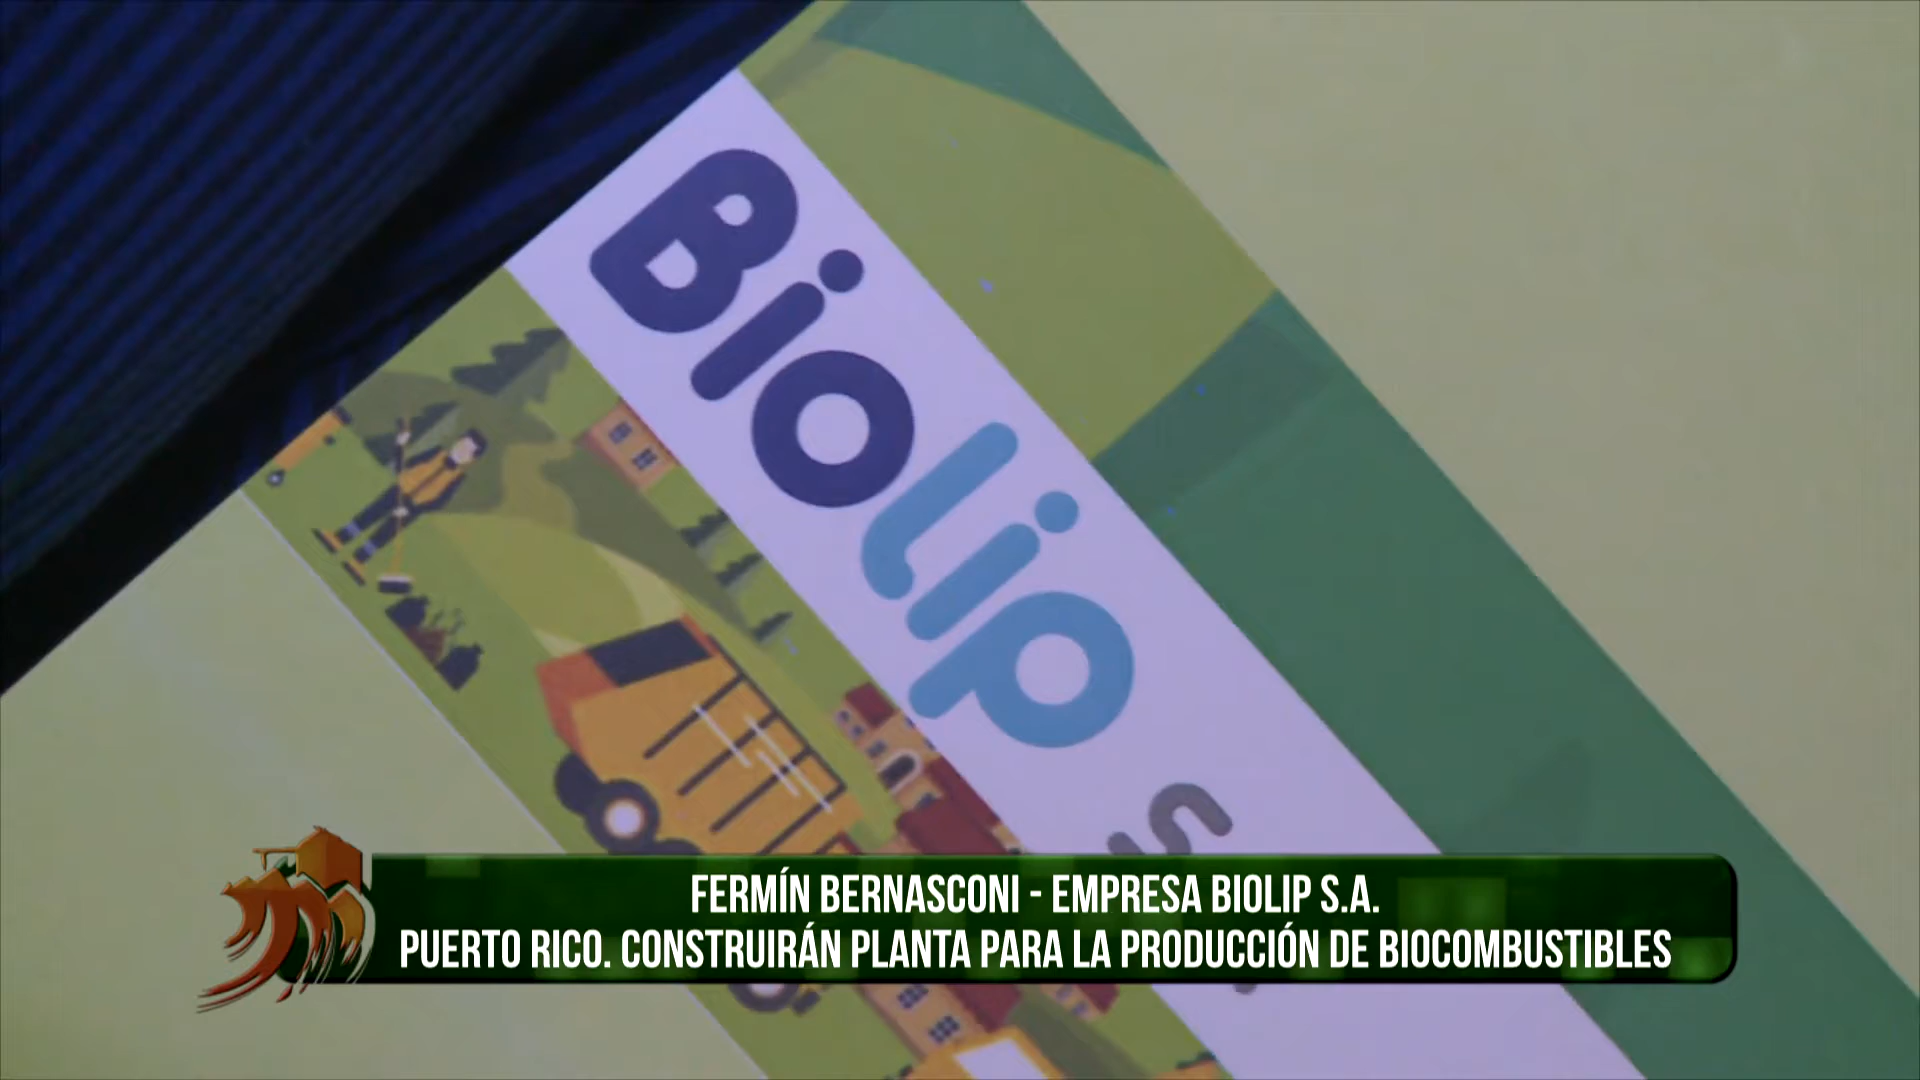 Biolip
S
FERMÍN BERNASCONI - EMPRESA BIOLIP S.A.
PUERTO RICO. CONSTRUIRÁN PLANTA PARA LA PRODUCCIÓN DE BIOCOMBUSTIBLES